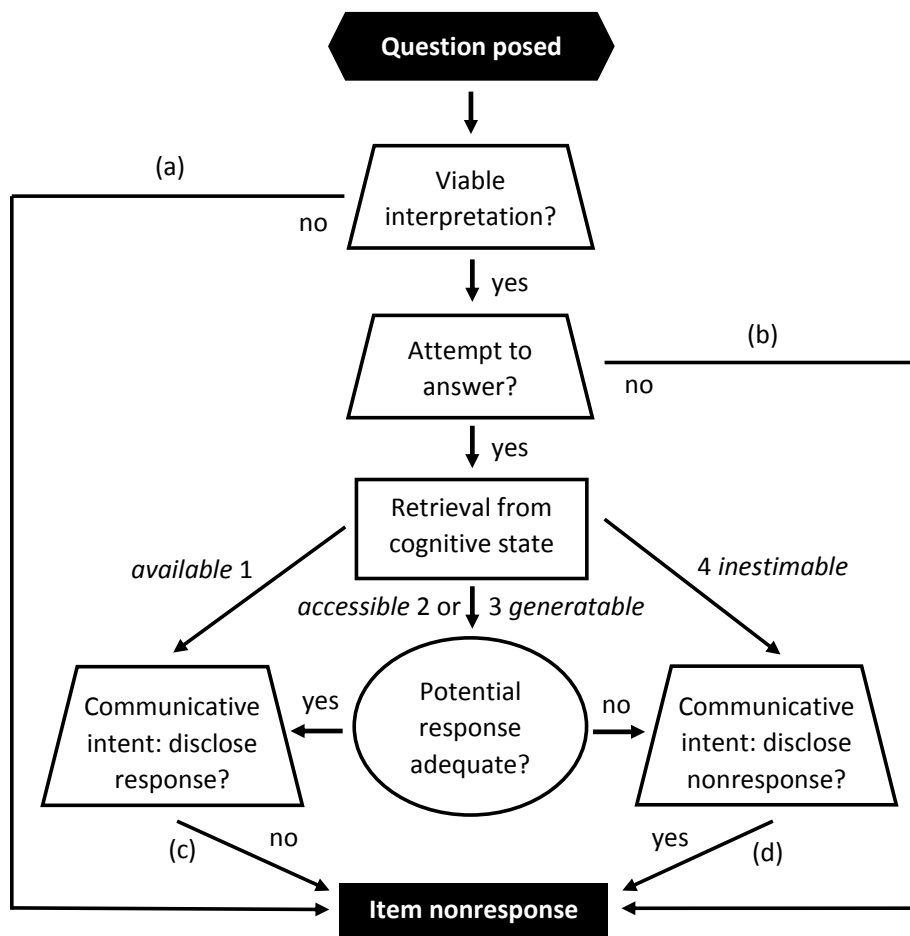 Question posed
(a)
Viable
interpretation?
no
yes
(b)
Attempt to
answer?
no
yes
Retrieval from
cognitive state
available 1
4 inestimable
accessible 2 or
3 generatable
Communicative
intent: disclose
response?
yes
Potential
response
adequate?
no
Communicative
intent: disclose
nonresponse?
(c)
no
yes
(d)
Item nonresponse